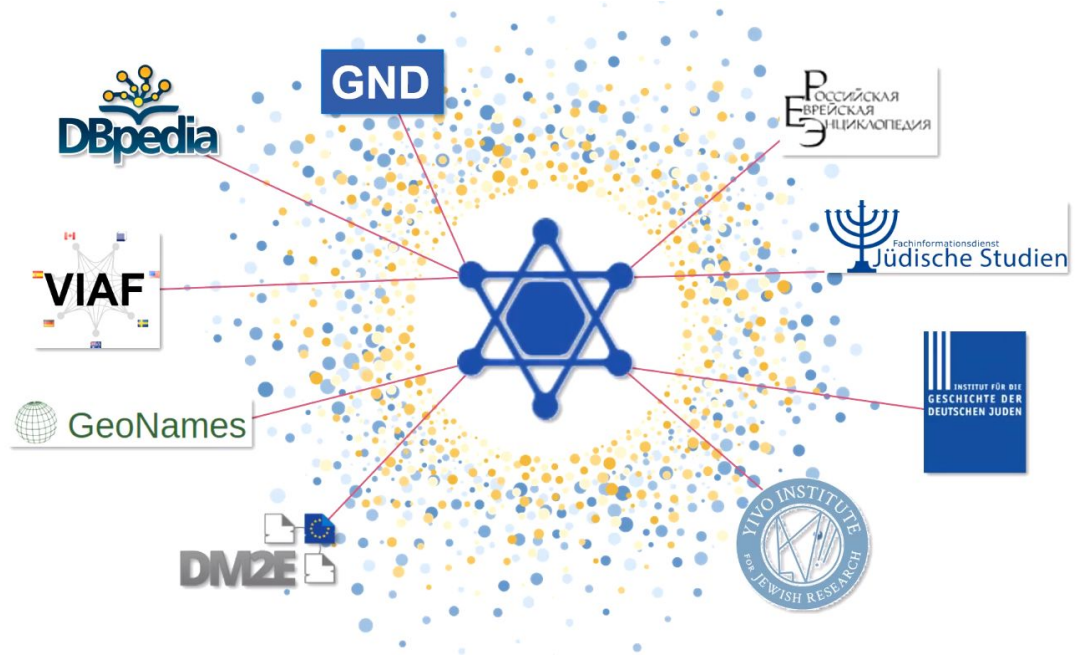 DBpedia
GND
РОССИЙСКАЯ
ЕВРЕЙСКАЯ
ЭНЦИКЛОПЕДИЯ
VIAF
Fachinformationsdienst
Jüdische Studien
GeoNames
INSTITUT FÜR DIE
GESCHICHTE DER
DEUTSCHEN JUDEN
DM2E
YIVO INSTITUTE
FOR JEWISH RESEARCH